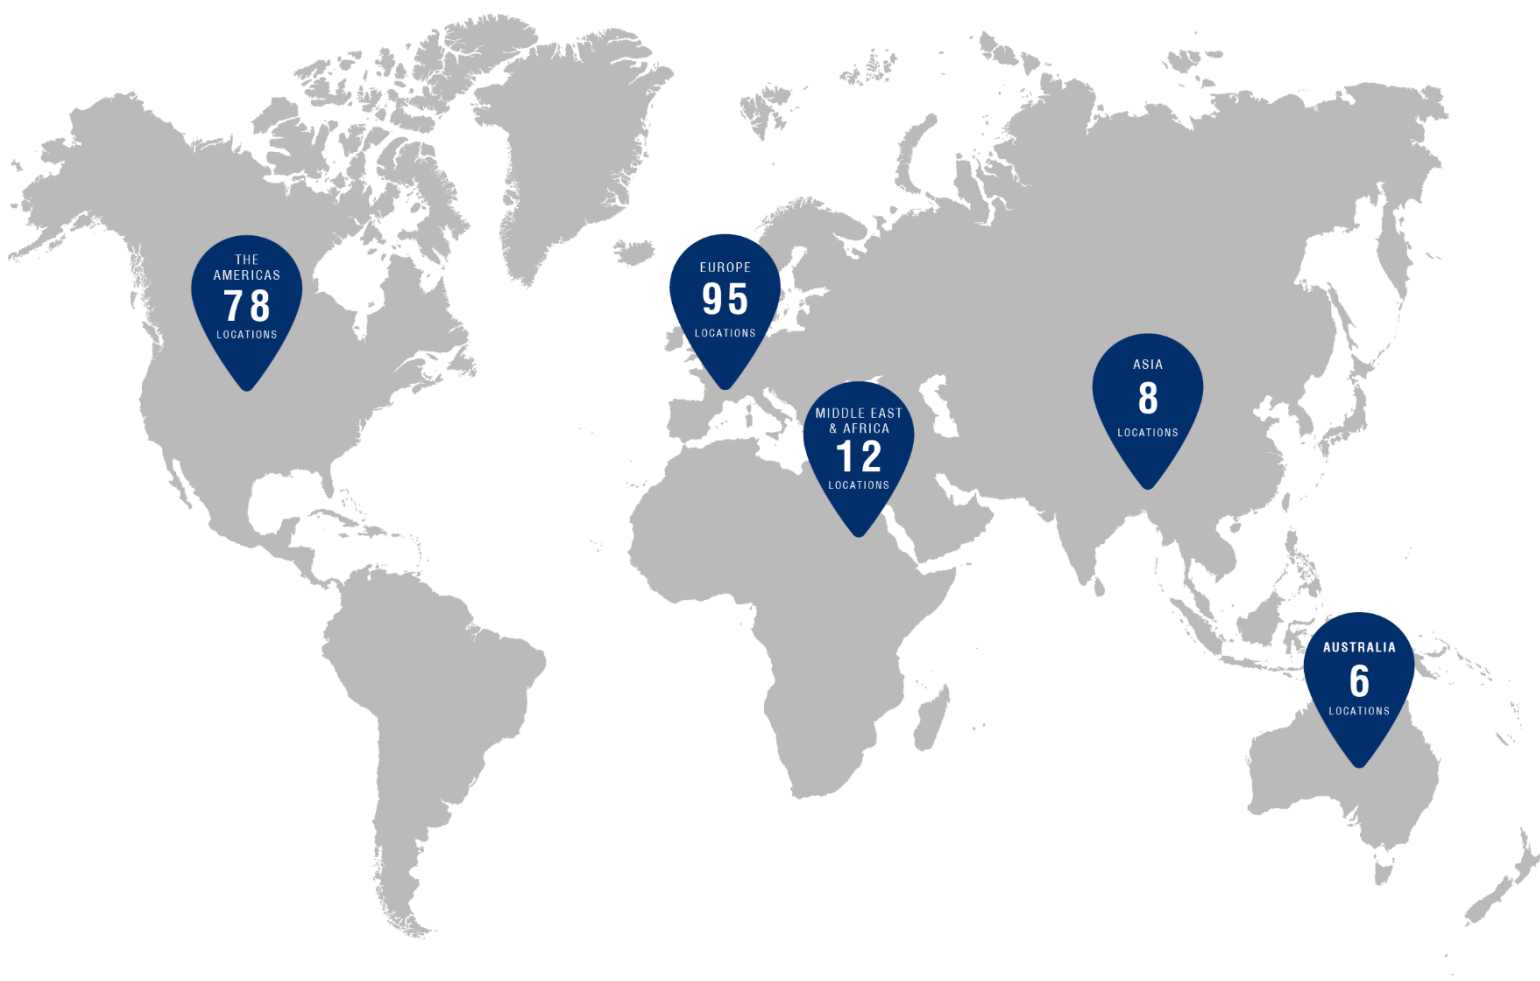 THE
AMERICAS
78
LOCATIONS
EUROPE
95
LOCATIONS
MIDDLE EAST
& AFRICA
12
LOCATIONS
ASIA
8
LOCATIONS
AUSTRALIA
6
LOCATIONS